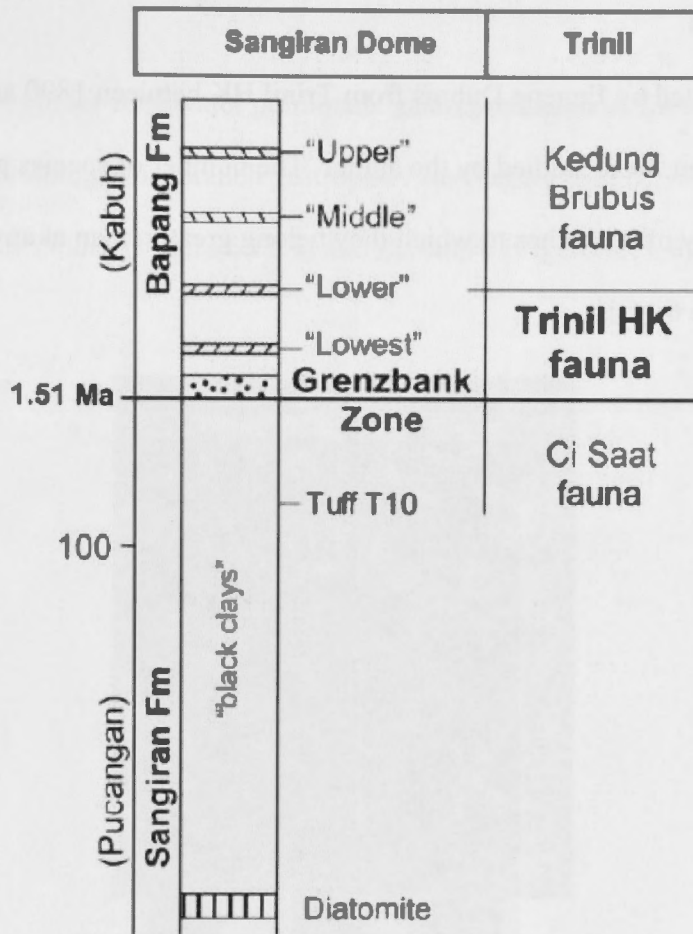 Sangiran Dome
Trinil
(Kabuh)
Bapang Fm
"Upper"
"Middle"
"Lower"
"Lowest"
Grenzbank
Zone
1.51 Ma
Kedung
Brubus
fauna
Trinil HK
fauna
Ci Saat
fauna
Tuff T10
100
"black clays"
(Pucangan)
Sangiran Fm
Diatomite